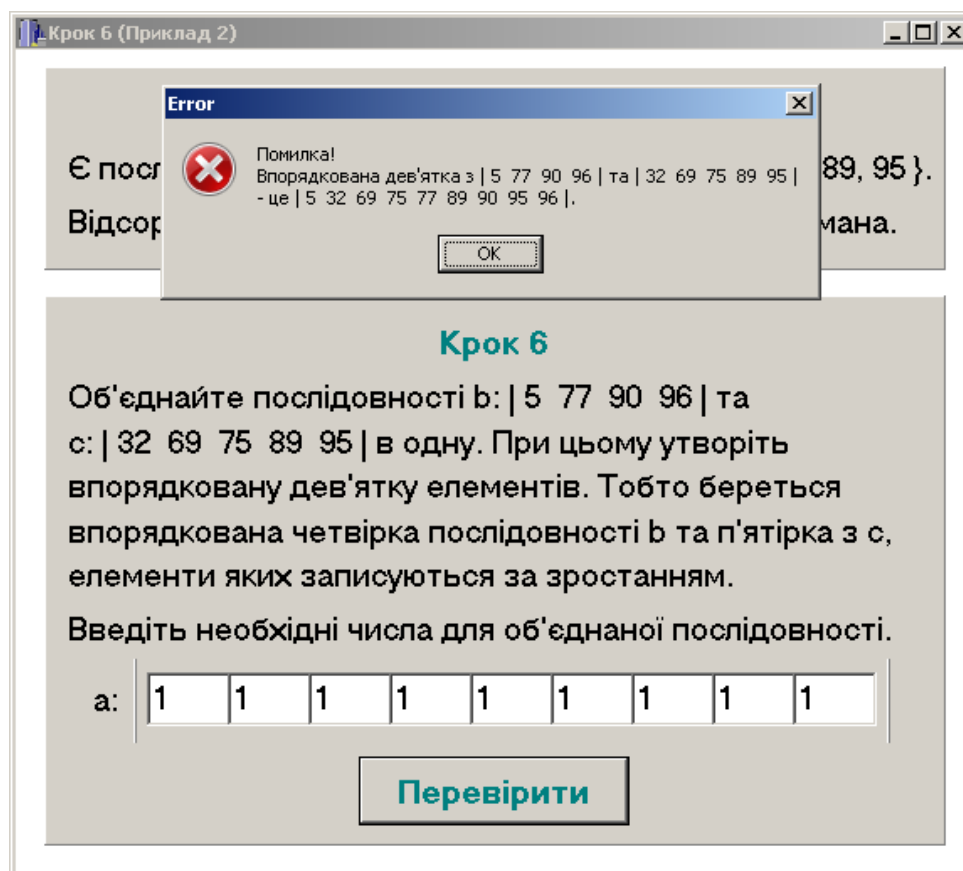 Крок 6 (Приклад 2)
Error
Помилка!
Впорядкована дев'ятка з | 5 77 90 96 | та | 32 69 75 89 95 |
- це | 5 32 69 75 77 89 90 95 96 |.
OK
Є 89, 95 }.
Крок 6
Об'єднайте послідовності b: | 5 77 90 96 | та
c: | 32 69 75 89 95 | в одну. При цьому утворіть
впорядковану дев'ятку елементів. Тобто береться
впорядкована четвірка послідовності b та п'ятірка з c,
елементи яких записуються за зростанням.
Введіть необхідні числа для об'єднаної послідовності.
a: 1 1 1 1 1 1 1 1 1
Перевірити